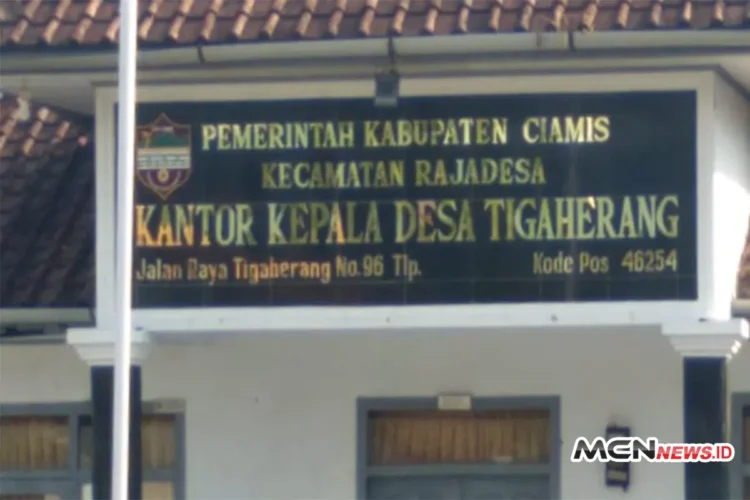 PEMERINTAH KABUPATEN CIAMIS
KECAMATAN RAJADESA
KANTOR KEPALA DESA TIGAHERANG
Jalan Raya Tigaherang No.96 Tlp. Kode Pos 46254
MCNNEWS.ID